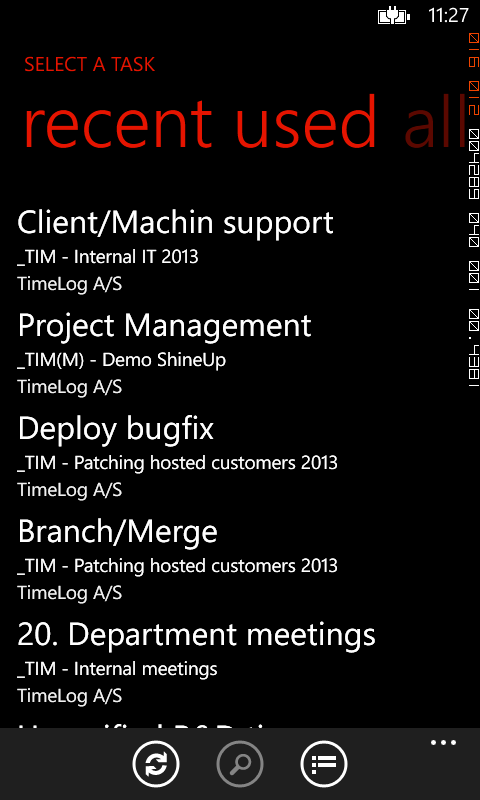 11:27
SELECT A TASK
recent used all
Client/Machin support
_TIM - Internal IT 2013
TimeLog A/S
Project Management
_TIM(M) - Demo ShineUp
TimeLog A/S
Deploy bugfix
_TIM - Patching hosted customers 2013
TimeLog A/S
Branch/Merge
_TIM - Patching hosted customers 2013
TimeLog A/S
20. Department meetings
_TIM - Internal meetings
TimeLog A/S